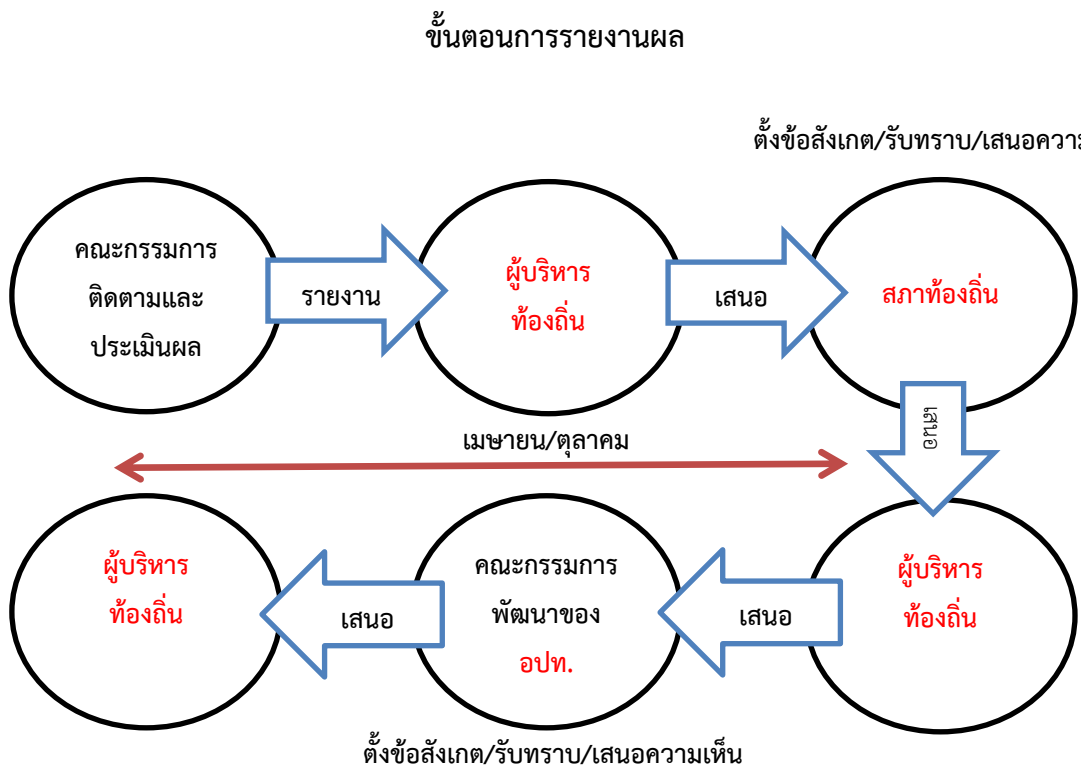 ขั้นตอนการรายงานผล
ตั้งข้อสังเกต/รับทราบ/เสนอความ
คณะกรรมการ
ติดตามและ
ประเมินผล
รายงาน
ผู้บริหาร
ท้องถิ่น
เสนอ
สภาท้องถิ่น
เสนอ
เมษายน/ตุลาคม
ผู้บริหาร
ท้องถิ่น
เสนอ
คณะกรรมการ
พัฒนาของ
อปท.
เสนอ
ผู้บริหาร
ท้องถิ่น
ตั้งข้อสังเกต/รับทราบ/เสนอความเห็น